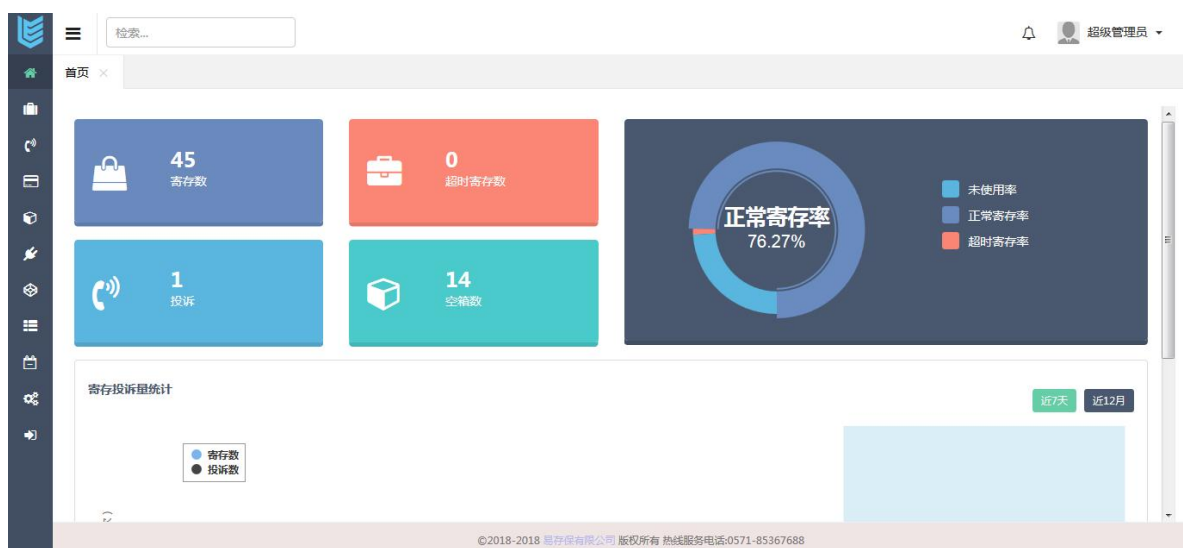 检索...
超级管理员
首页
45
寄存数
0
超时寄存数
1
投诉
14
空箱数
正常寄存率
76.27%
未使用率
正常寄存率
超时寄存率
寄存投诉量统计
近7天
近12月
寄存数
投诉数
©2018-2018 易存保有限公司 版权所有 热线服务电话:0571-85367688